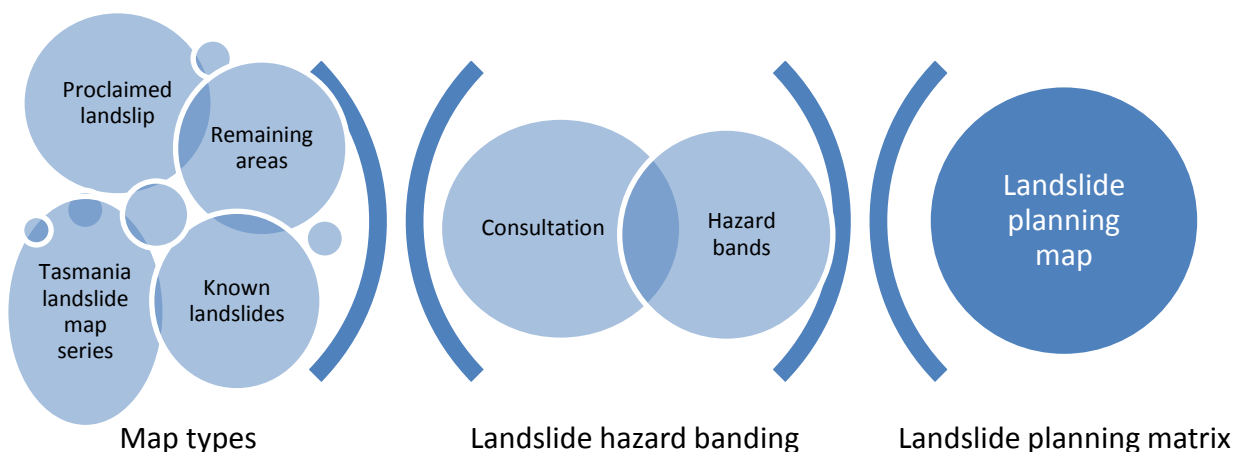 Proclaimed
landslip
Remaining
areas
Tasmania
landslide
map
series
Known
landslides
Consultation
Hazard
bands
Landslide
planning
map
Map types
Landslide hazard banding
Landslide planning matrix